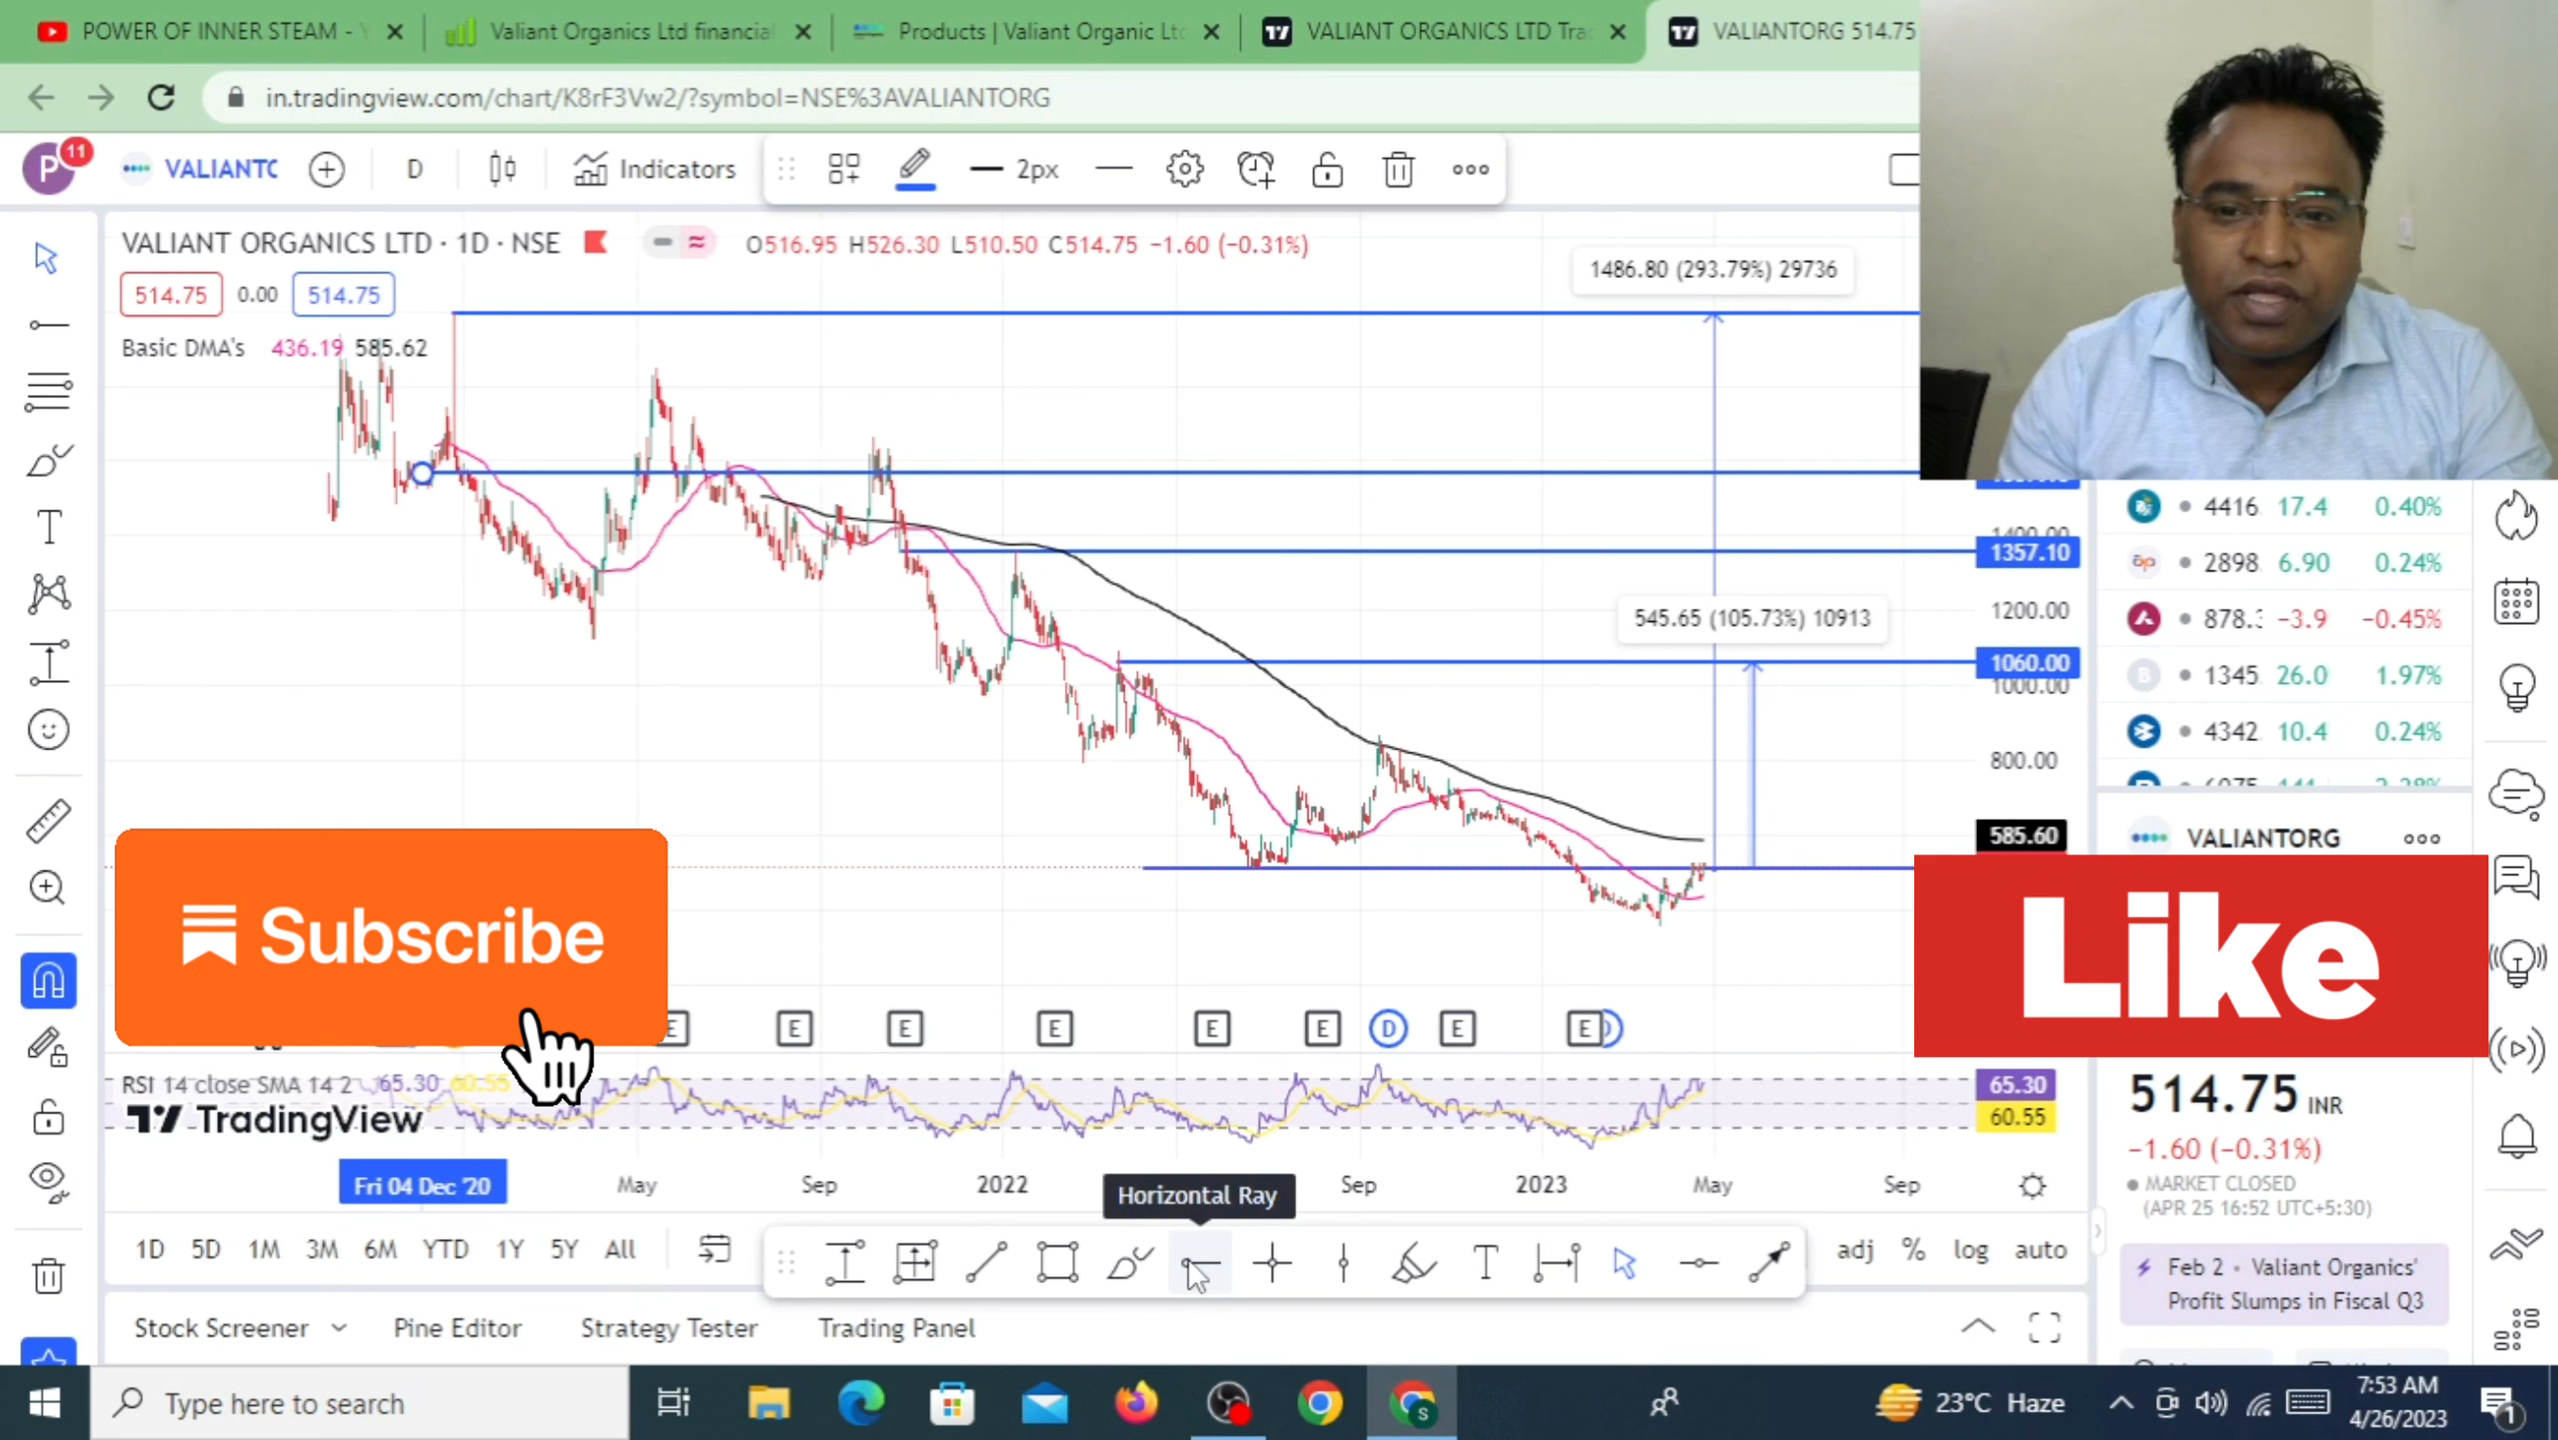 POWER OF INNER STEAM - Y
Valiant Organics Ltd financial
Products | Valiant Organic Ltd
VALIANT ORGANICS LTD Tra
VALIANTORG 514.75
in.tradingview.com/chart/K8rF3Vw2/?symbol=NSE%3AVALIANTORG
P
11
VALIANTC
D
Indicators
2px
VALIANT ORGANICS LTD · 1D · NSE
O516.95 H526.30 L510.50 C514.75 −1.60 (−0.31%)
514.75 0.00 514.75
Basic DMA's 436.19 585.62
1486.80 (293.79%) 29736
1400.00
1357.10
1200.00
545.65 (105.73%) 10913
1060.00
1000.00
800.00
585.60
4416 17.4 0.40%
2898 6.90 0.24%
878. −3.9 −0.45%
1345 26.0 1.97%
4342 10.4 0.24%
VALIANTORG
Subscribe
Like
E E E E E E D E E
RSI 14 close SMA 14 2 65.30 60.55
65.30
60.55
TradingView
514.75 INR
−1.60 (−0.31%)
MARKET CLOSED
(APR 25 16:52 UTC+5:30)
Fri 04 Dec '20 May Sep 2022 Sep 2023 May Sep
Horizontal Ray
1D 5D 1M 3M 6M YTD 1Y 5Y All
T
adj % log auto
Feb 2 · Valiant Organics'
Profit Slumps in Fiscal Q3
Stock Screener Pine Editor Strategy Tester Trading Panel
Type here to search
S
23°C Haze
7:53 AM
4/26/2023
1